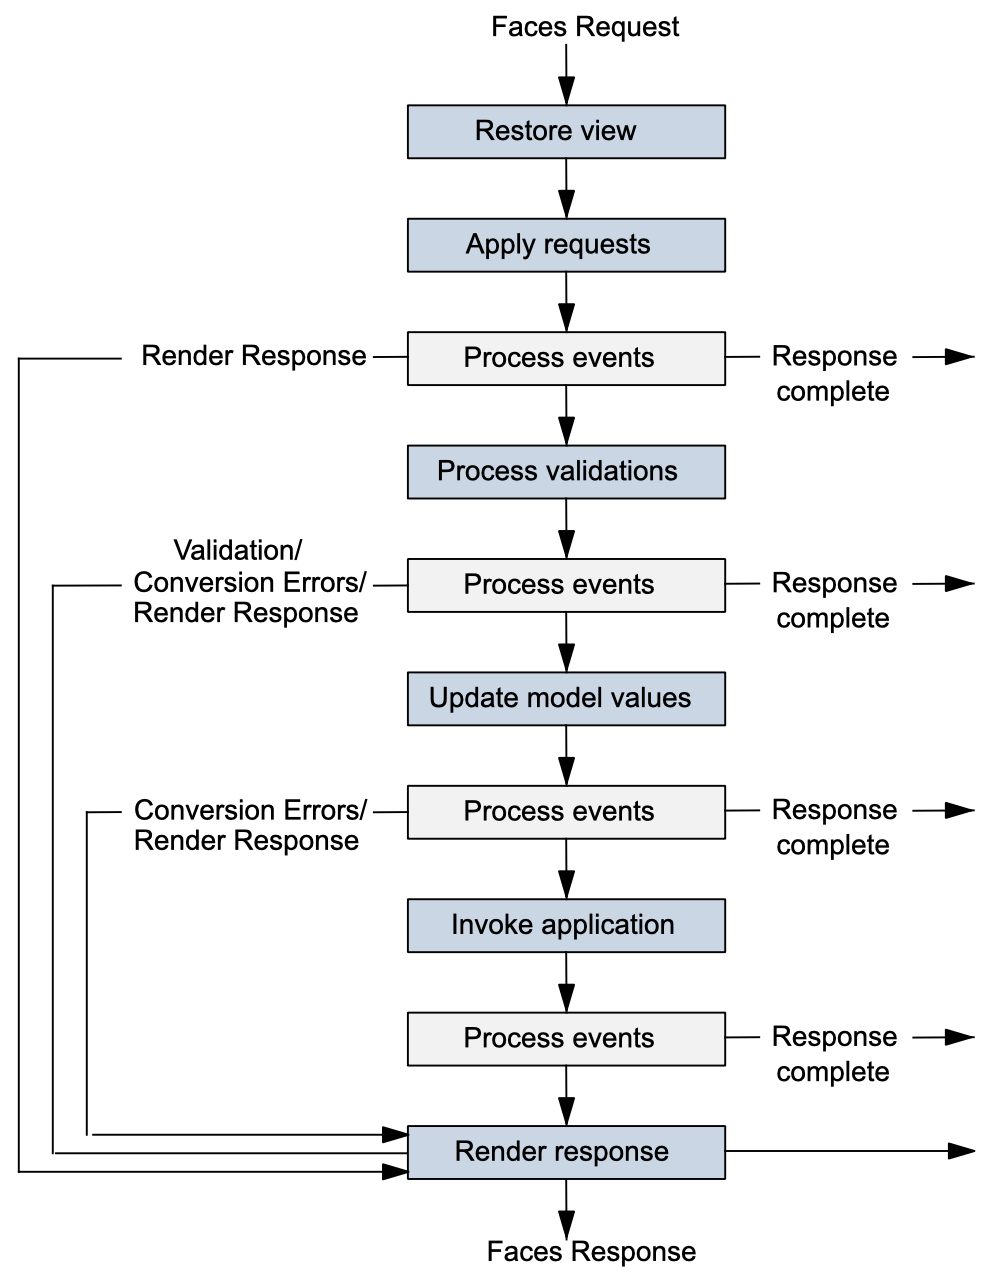 Faces Request
Restore view
Apply requests
Render Response
Process events
Response
complete
Process validations
Validation/
Conversion Errors/
Render Response
Process events
Response
complete
Update model values
Conversion Errors/
Render Response
Process events
Response
complete
Invoke application
Process events
Response
complete
Render response
Faces Response